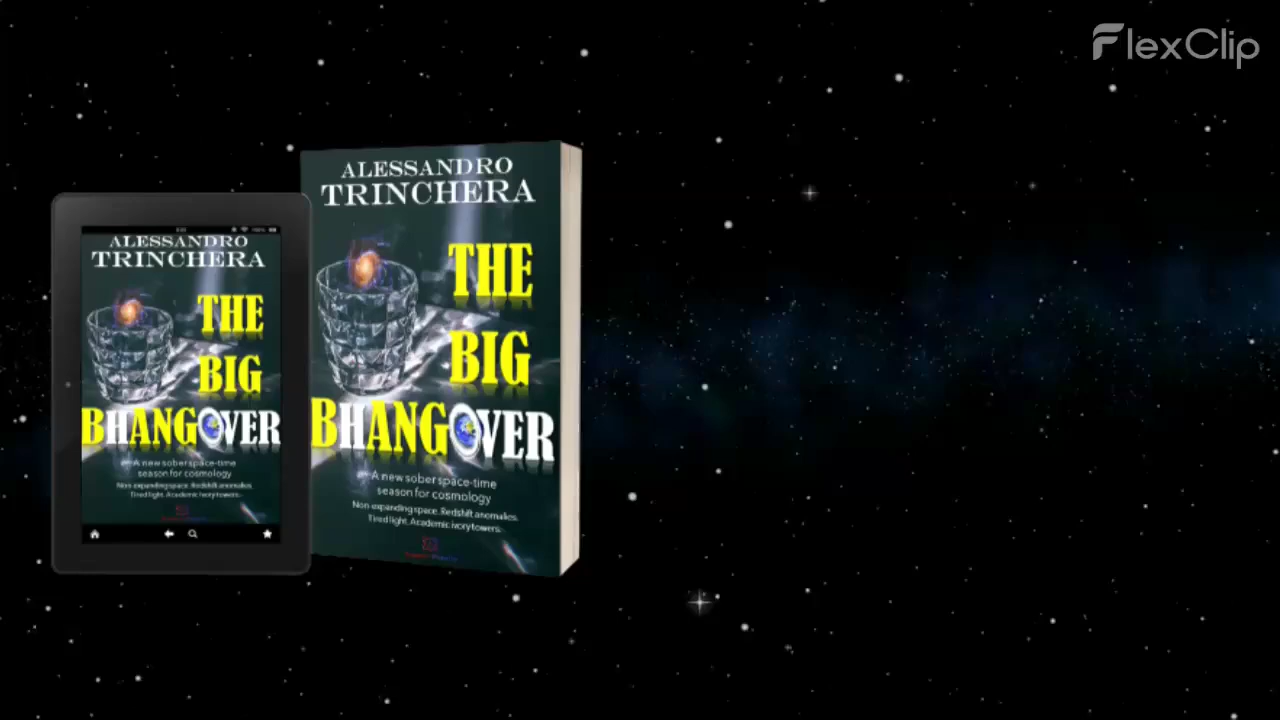 FlexClip
ALESSANDRO
TRINCHERA
THE
BIG
BHANGOVER
A new sober space-time
season for cosmology
Non-expanding space. Redshift anomalies.
Tired light. Academic ivory towers.
ALESSANDRO
TRINCHERA
THE
BIG
BHANGOVER
A new sober space-time
season for cosmology
Non-expanding space. Redshift anomalies.
Tired light. Academic ivory towers.